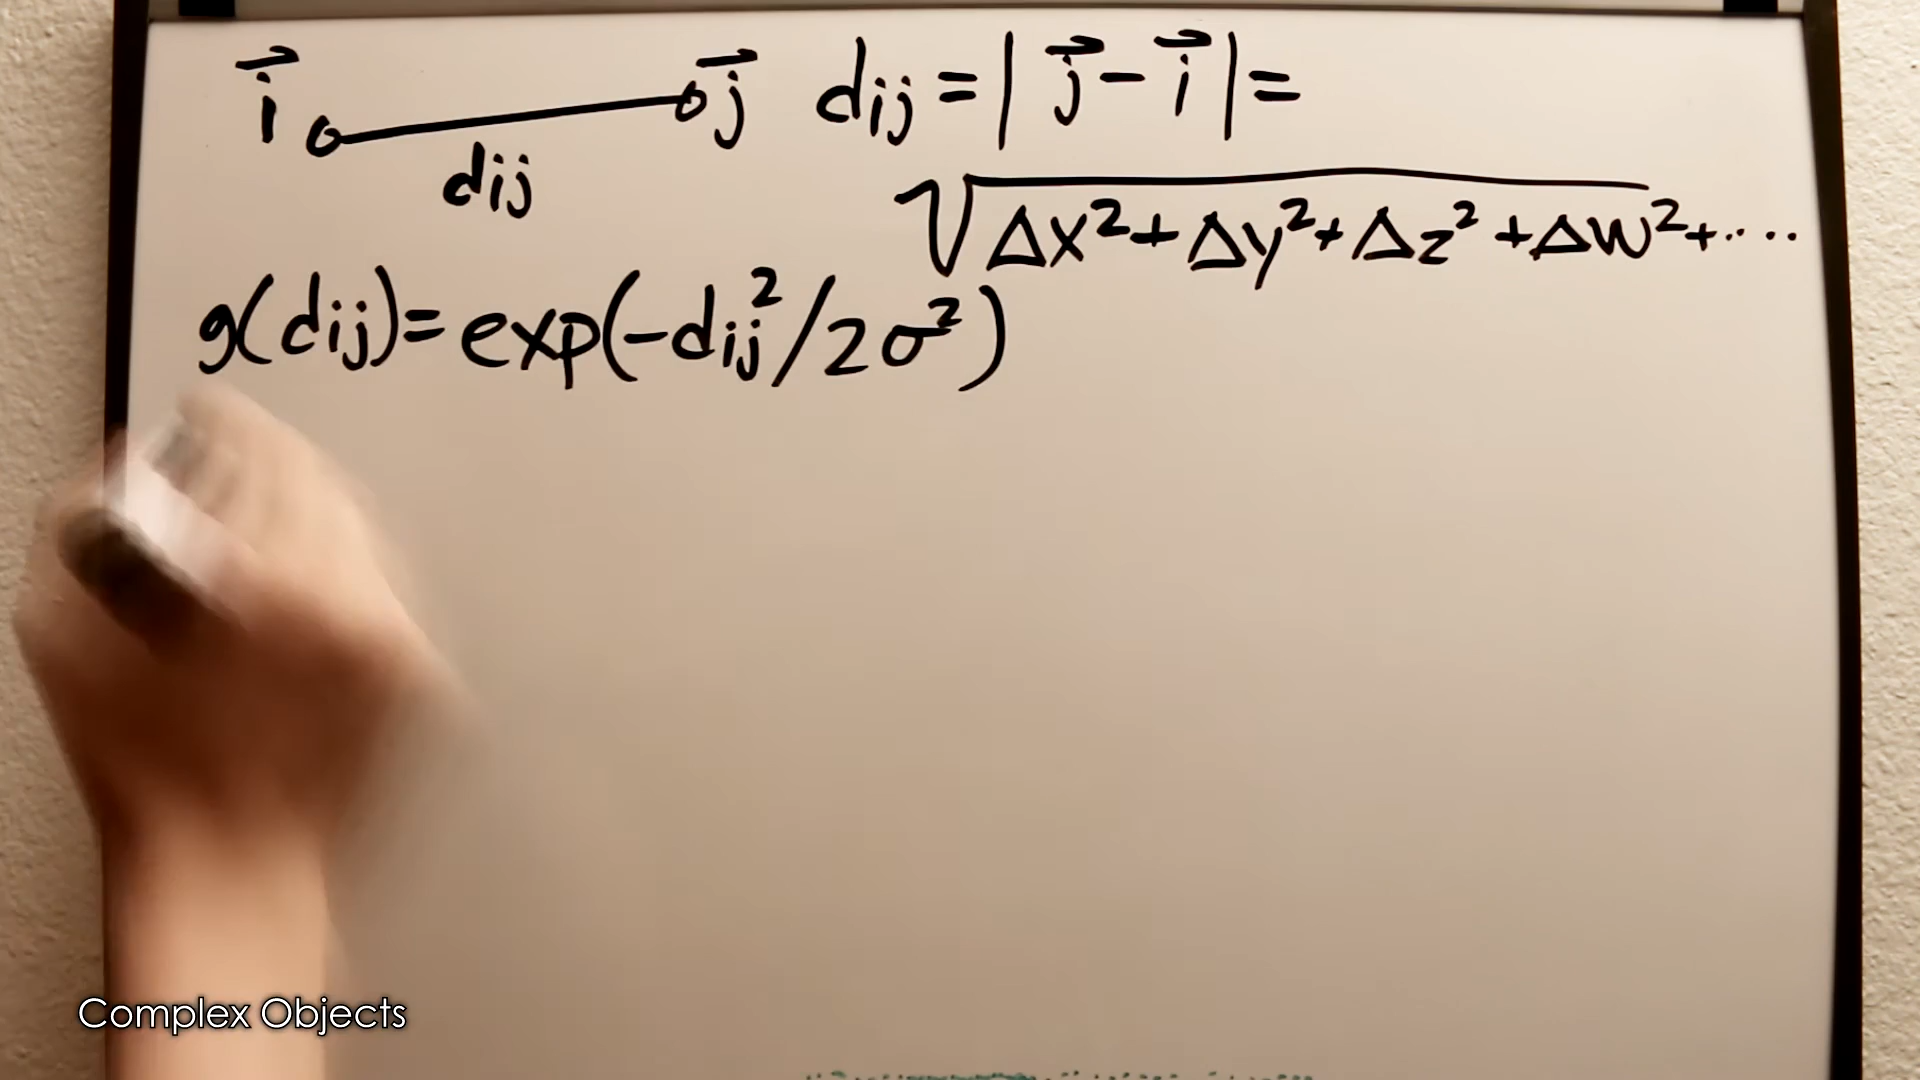 i⃗ j⃗ dij = | j⃗ - i⃗ | =
dij
√Δx²+Δy²+Δz²+Δw²+····
g(dij)=exp(-dij²/2σ²)
Complex Objects